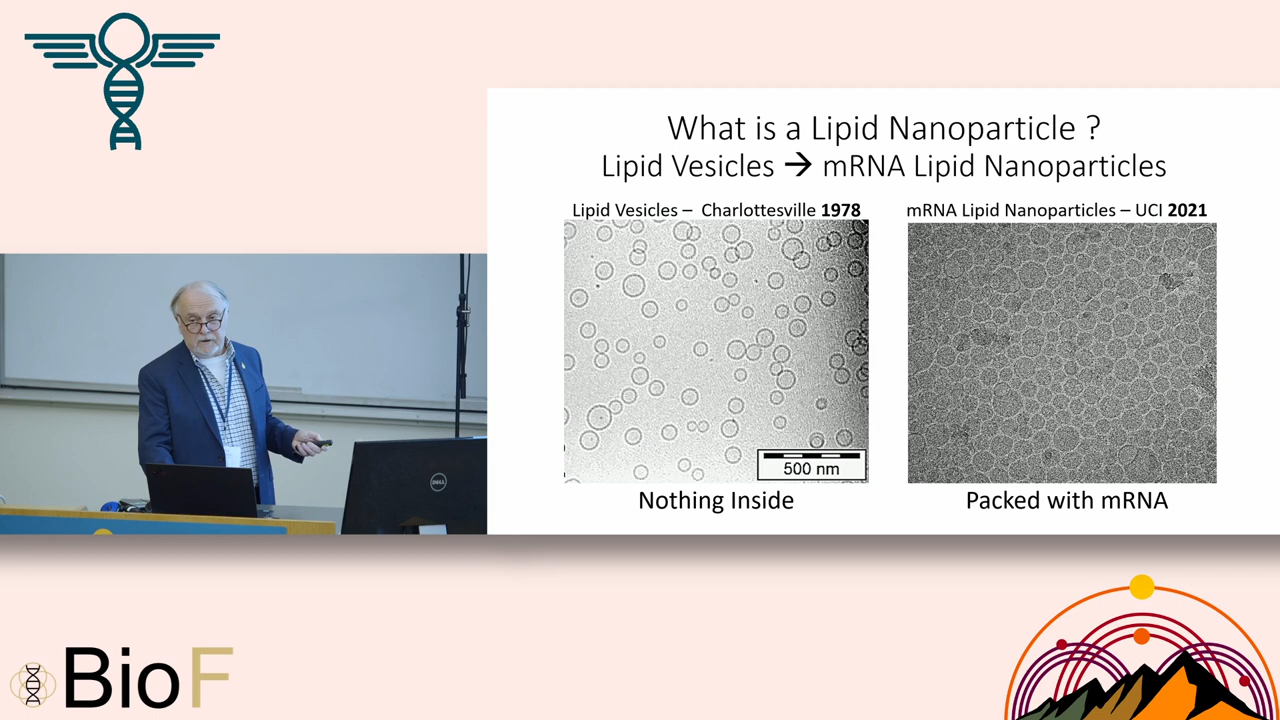 What is a Lipid Nanoparticle ?
Lipid Vesicles → mRNA Lipid Nanoparticles
Lipid Vesicles – Charlottesville 1978
mRNA Lipid Nanoparticles – UCI 2021
500 nm
Nothing Inside
Packed with mRNA
DELL
BioF